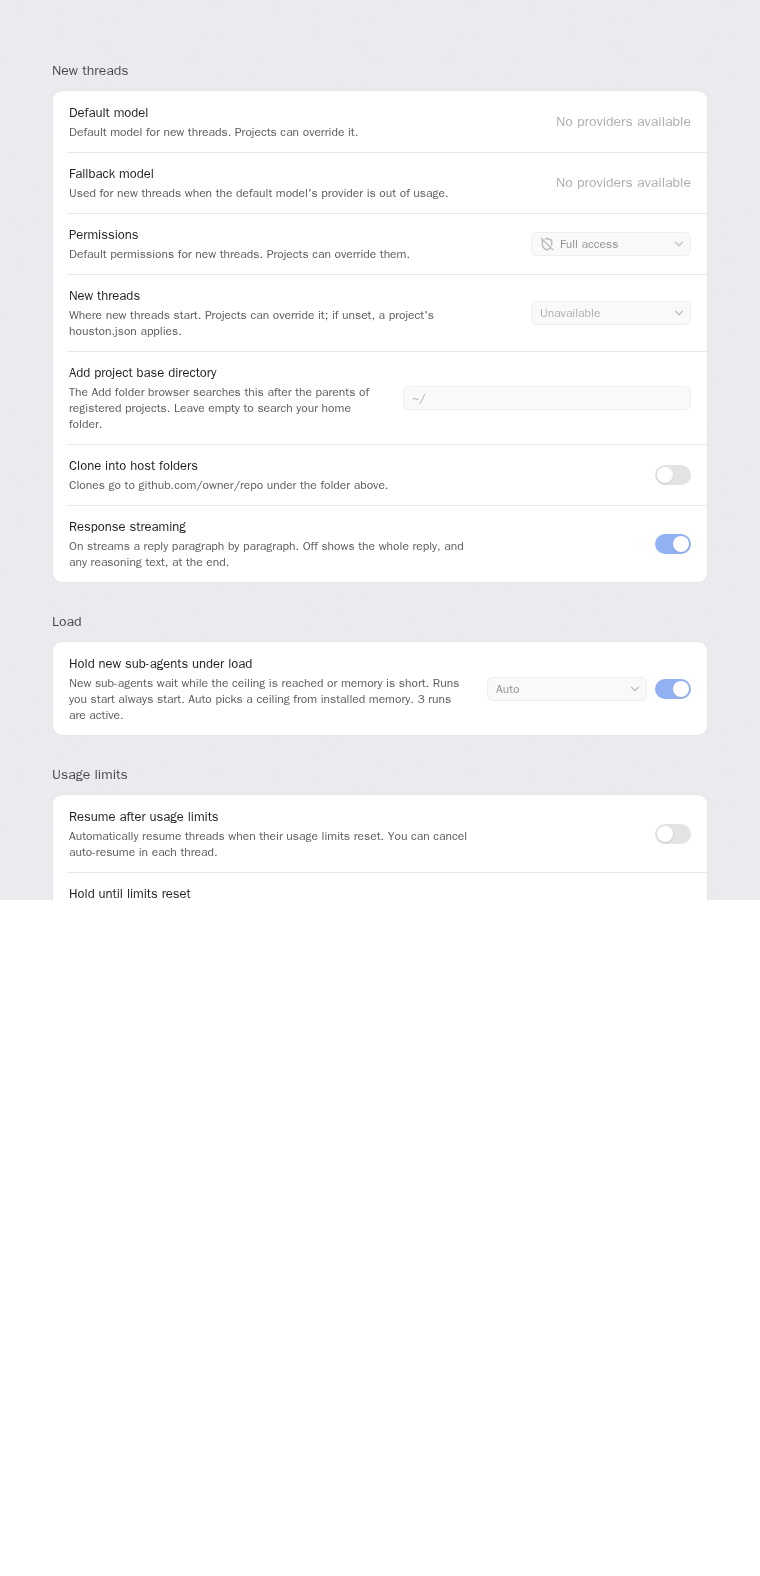 New threads
Default model
Default model for new threads. Projects can override it.
No providers available
Fallback model
Used for new threads when the default model's provider is out of usage.
No providers available
Permissions
Default permissions for new threads. Projects can override them.
Full access
New threads
Where new threads start. Projects can override it; if unset, a project's
houston.json applies.
Unavailable
Add project base directory
The Add folder browser searches this after the parents of
registered projects. Leave empty to search your home
folder.
~/
Clone into host folders
Clones go to github.com/owner/repo under the folder above.
Response streaming
On streams a reply paragraph by paragraph. Off shows the whole reply, and
any reasoning text, at the end.
Load
Hold new sub-agents under load
New sub-agents wait while the ceiling is reached or memory is short. Runs
you start always start. Auto picks a ceiling from installed memory. 3 runs
are active.
Auto
Usage limits
Resume after usage limits
Automatically resume threads when their usage limits reset. You can cancel
auto-resume in each thread.
Hold until limits reset